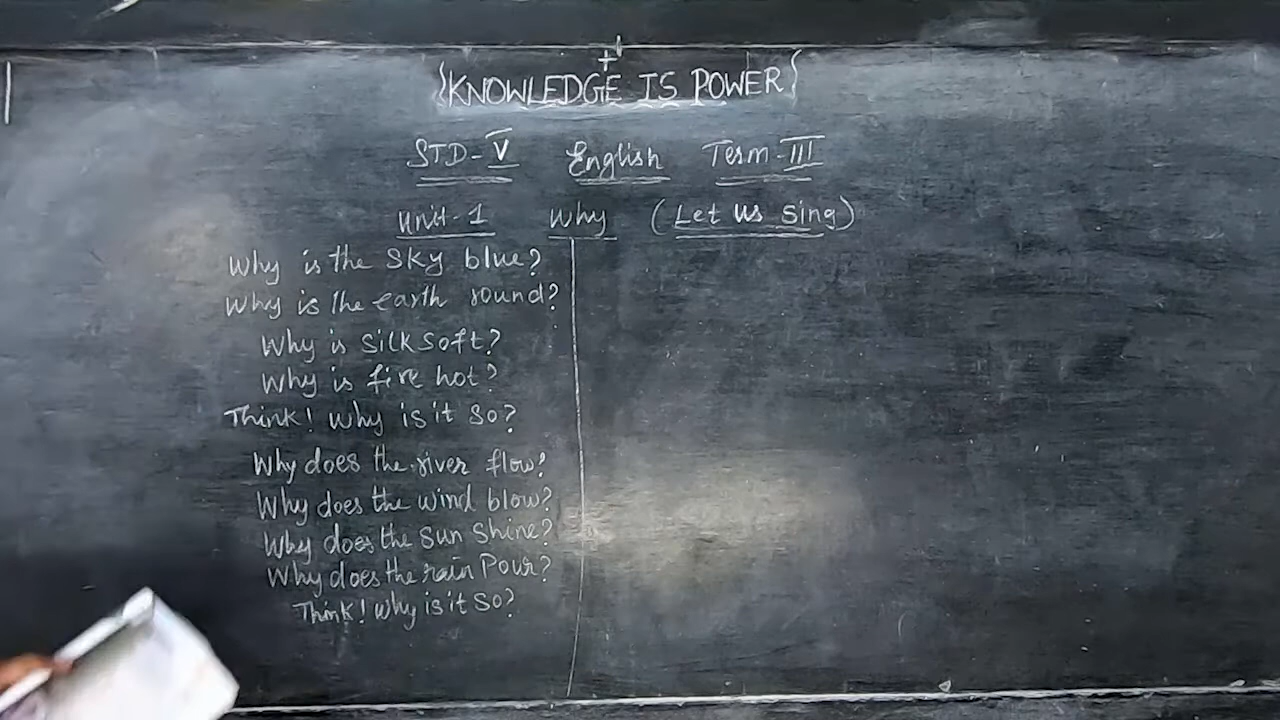 {KNOWLEDGE IS POWER}
STD-V English Term-III
Unit-1 Why (Let us Sing)
Why is the Sky blue?
Why is the earth round?
Why is Silk Soft?
Why is fire hot?
Think! Why is it So?
Why does the river flow?
Why does the wind blow?
Why does the Sun Shine?
Why does the rain Pour?
Think! Why is it So?